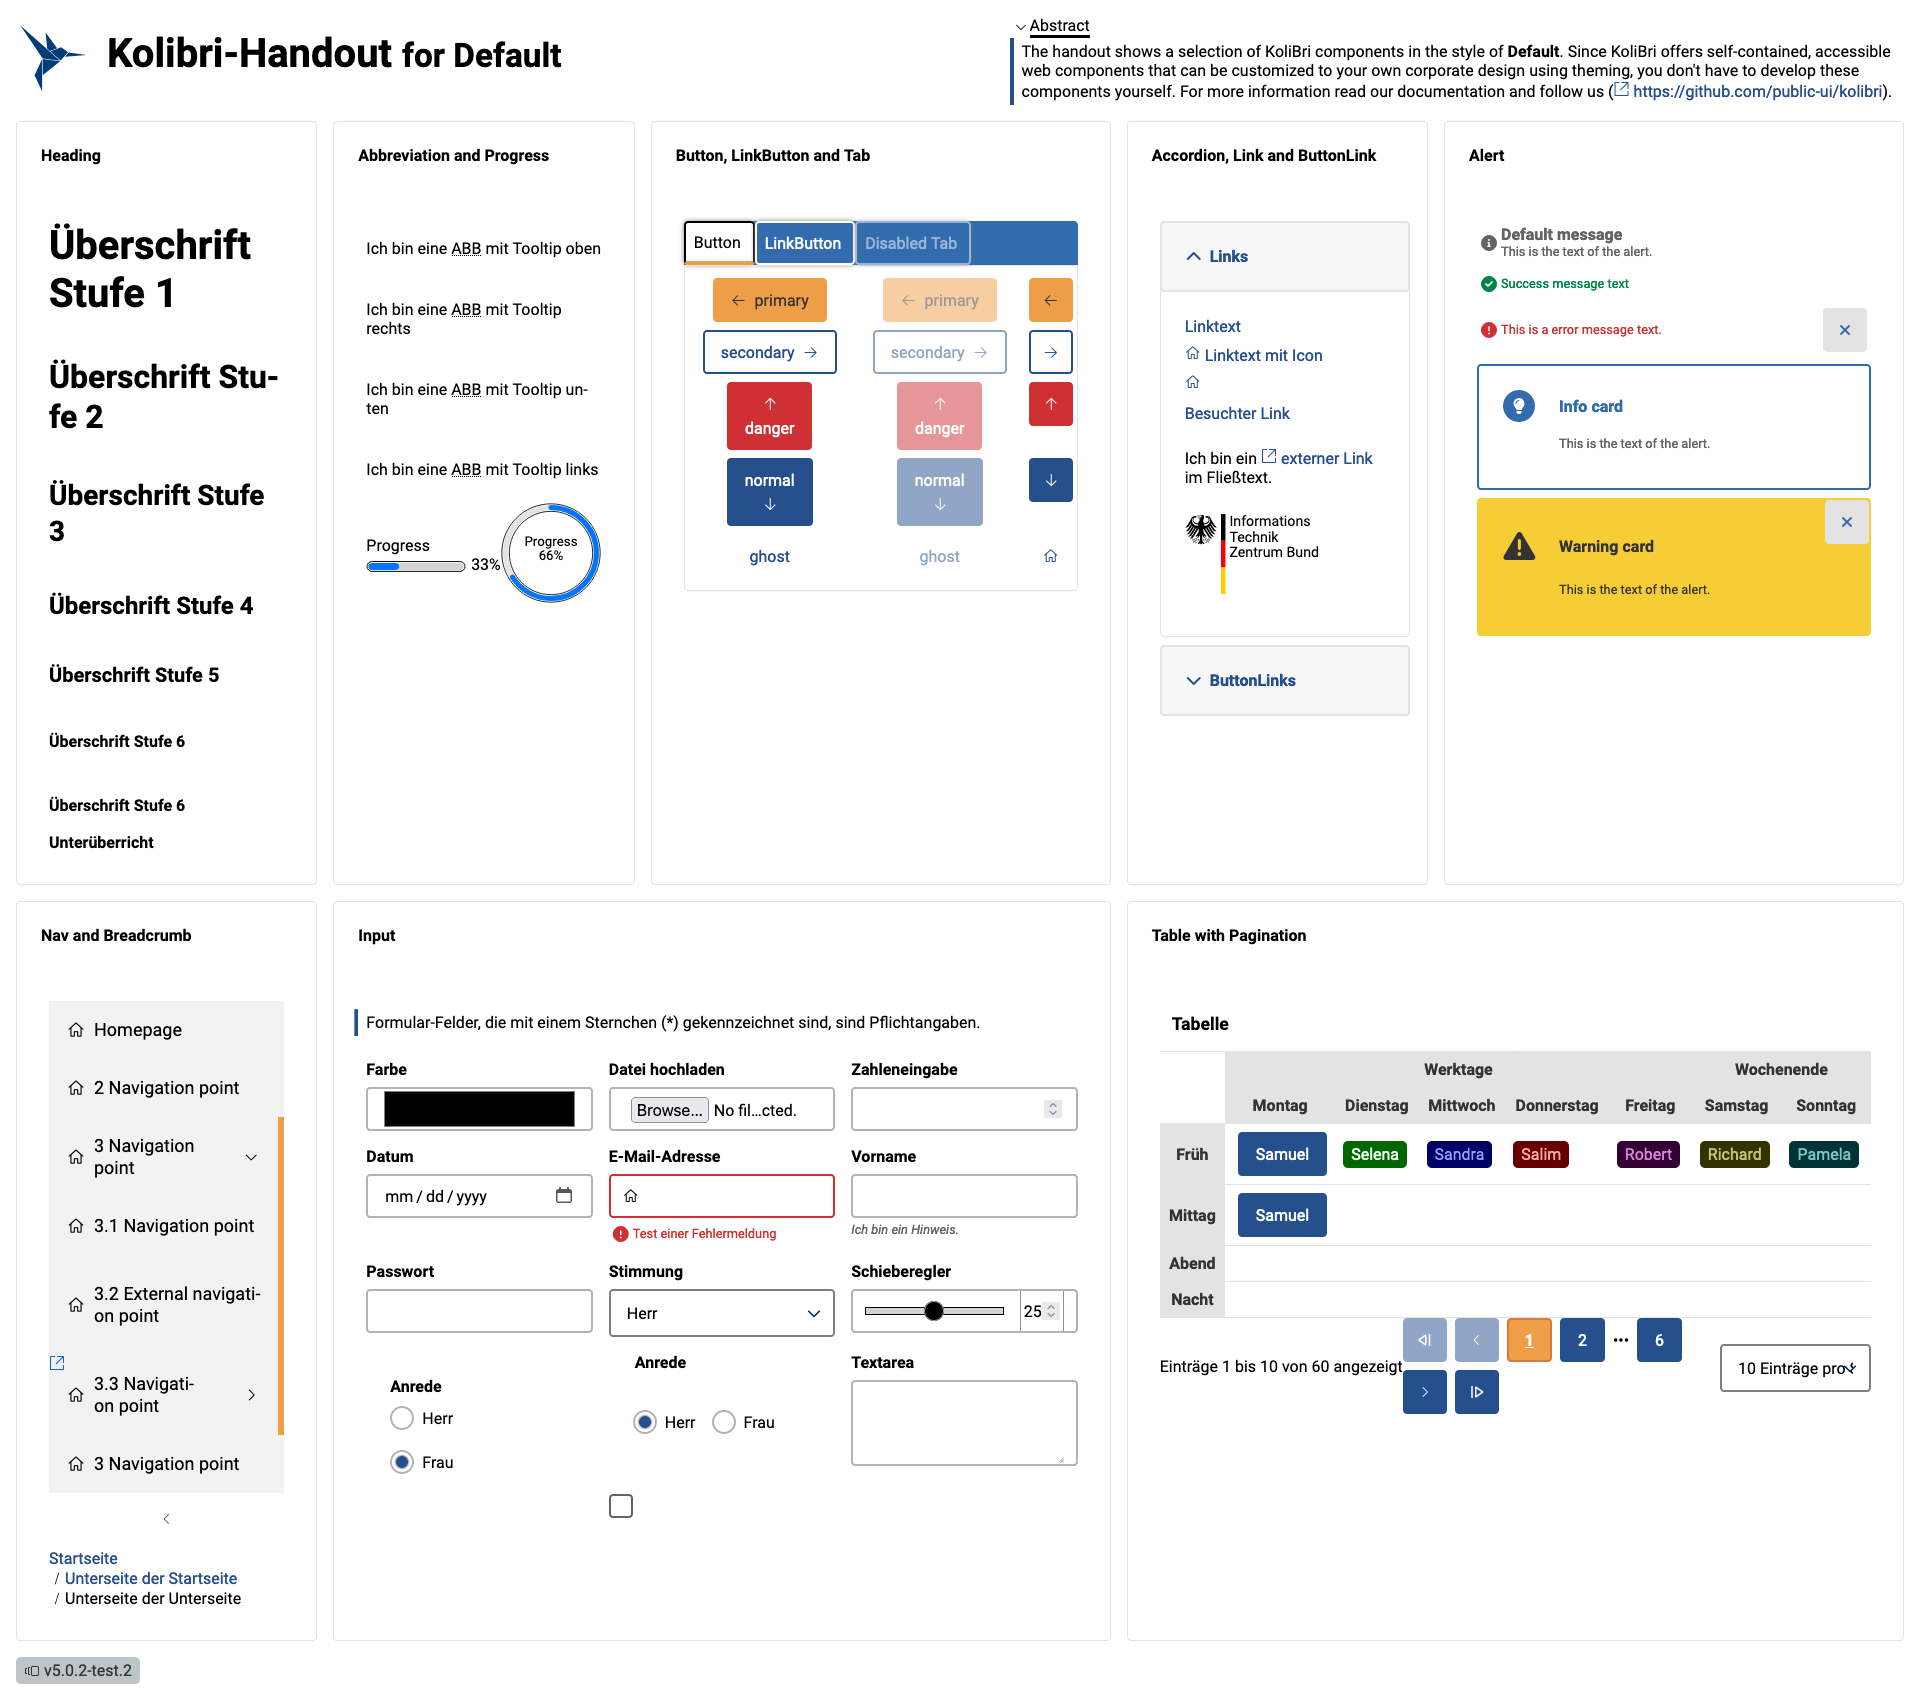 Kolibri-Handout for Default
Abstract
The handout shows a selection of KoliBri components in the style of Default. Since KoliBri offers self-contained, accessible
web components that can be customized to your own corporate design using theming, you don't have to develop these
components yourself. For more information read our documentation and follow us (https://github.com/public-ui/kolibri).
Heading
Überschrift
Stufe 1
Überschrift Stu-
fe 2
Überschrift Stufe
3
Überschrift Stufe 4
Überschrift Stufe 5
Überschrift Stufe 6
Überschrift Stufe 6
Unterüberricht
Abbreviation and Progress
Ich bin eine ABB mit Tooltip oben
Ich bin eine ABB mit Tooltip
rechts
Ich bin eine ABB mit Tooltip un-
ten
Ich bin eine ABB mit Tooltip links
Progress
33%
Progress
66%
Button, LinkButton and Tab
Button LinkButton Disabled Tab
primary primary
secondary secondary
danger danger
normal normal
ghost ghost
Accordion, Link and ButtonLink
Links
Linktext
Linktext mit Icon
Besuchter Link
Ich bin ein externer Link
im Fließtext.
Informations
Technik
Zentrum Bund
ButtonLinks
Alert
Default message
This is the text of the alert.
Success message text
This is a error message text.
Info card
This is the text of the alert.
Warning card
This is the text of the alert.
Nav and Breadcrumb
Homepage
2 Navigation point
3 Navigation
point
3.1 Navigation point
3.2 External navigati-
on point
3.3 Navigati-
on point
3 Navigation point
Startseite
/ Unterseite der Startseite
/ Unterseite der Unterseite
Input
Formular-Felder, die mit einem Sternchen (*) gekennzeichnet sind, sind Pflichtangaben.
Farbe Datei hochladen Zahleneingabe
Browse... No fil...cted.
Datum E-Mail-Adresse Vorname
mm / dd / yyyy
Test einer Fehlermeldung Ich bin ein Hinweis.
Passwort Stimmung Schieberegler
Herr 25
Anrede Anrede Textarea
Herr
Frau
Herr Frau
Table with Pagination
Tabelle
Werktage Wochenende
Montag Dienstag Mittwoch Donnerstag Freitag Samstag Sonntag
Früh Samuel Selena Sandra Salim Robert Richard Pamela
Mittag Samuel
Abend
Nacht
Einträge 1 bis 10 von 60 angezeigt
1 2 ... 6
10 Einträge pro
v5.0.2-test.2